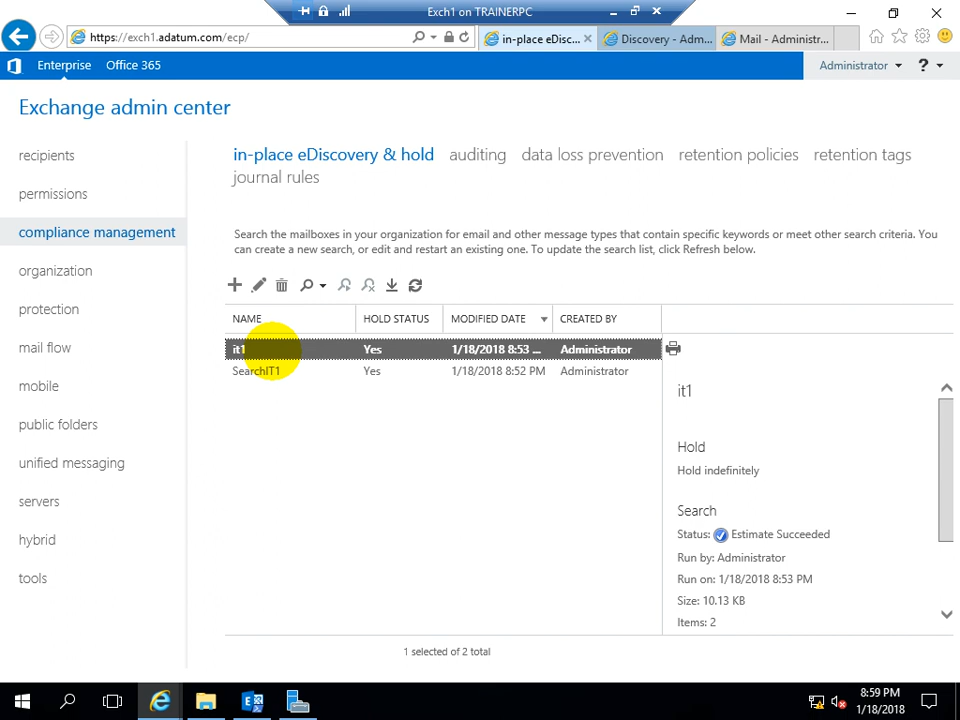 Exch1 on TRAINERPC
https://exch1.adatum.com/ecp/
in-place eDisc...
Discovery - Adm...
Mail - Administr...
Enterprise
Office 365
Administrator
?
Exchange admin center
recipients
permissions
compliance management
organization
protection
mail flow
mobile
public folders
unified messaging
servers
hybrid
tools
in-place eDiscovery & hold
auditing
data loss prevention
retention policies
retention tags
journal rules
Search the mailboxes in your organization for email and other message types that contain specific keywords or meet other search criteria. You
can create a new search, or edit and restart an existing one. To update the search list, click Refresh below.
NAME HOLD STATUS MODIFIED DATE CREATED BY
it1 Yes 1/18/2018 8:53 ... Administrator
SearchIT1 Yes 1/18/2018 8:52 PM Administrator
it1
Hold
Hold indefinitely
Search
Status: Estimate Succeeded
Run by: Administrator
Run on: 1/18/2018 8:53 PM
Size: 10.13 KB
Items: 2
1 selected of 2 total
8:59 PM
1/18/2018